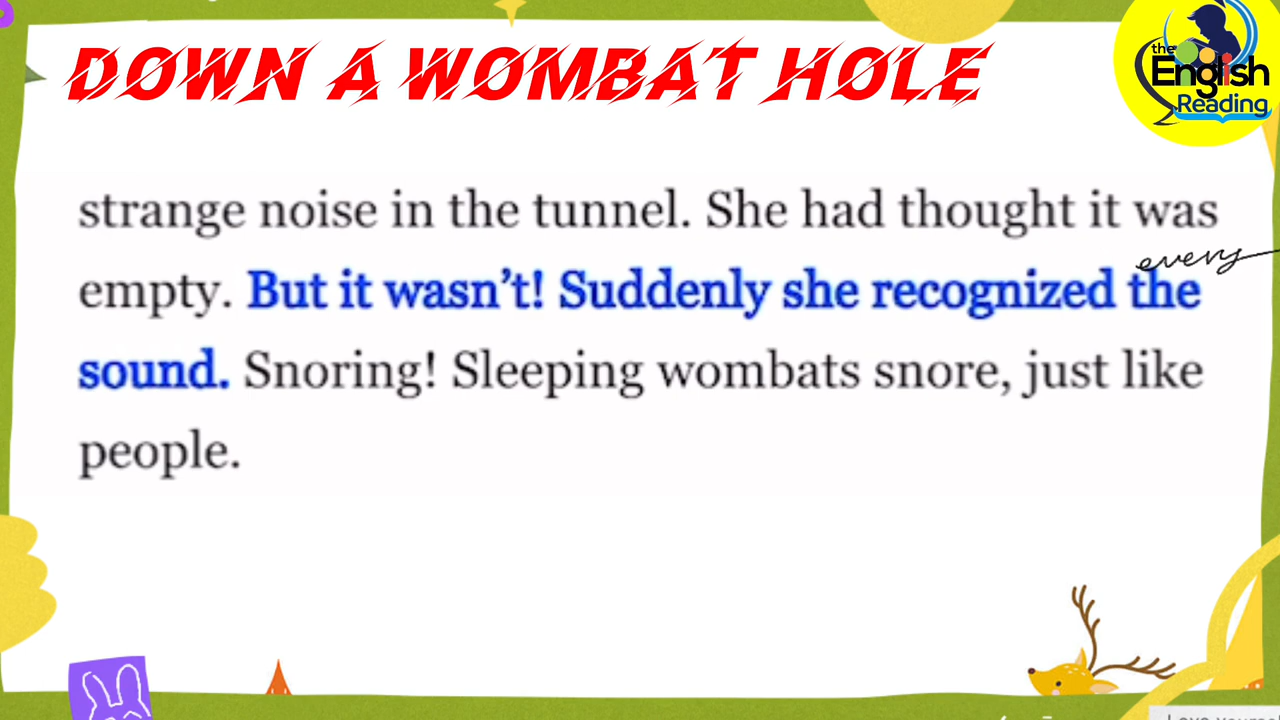 DOWN A WOMBAT HOLE
the
English
Reading
strange noise in the tunnel. She had thought it was
every
empty. But it wasn't! Suddenly she recognized the
sound. Snoring! Sleeping wombats snore, just like
people.